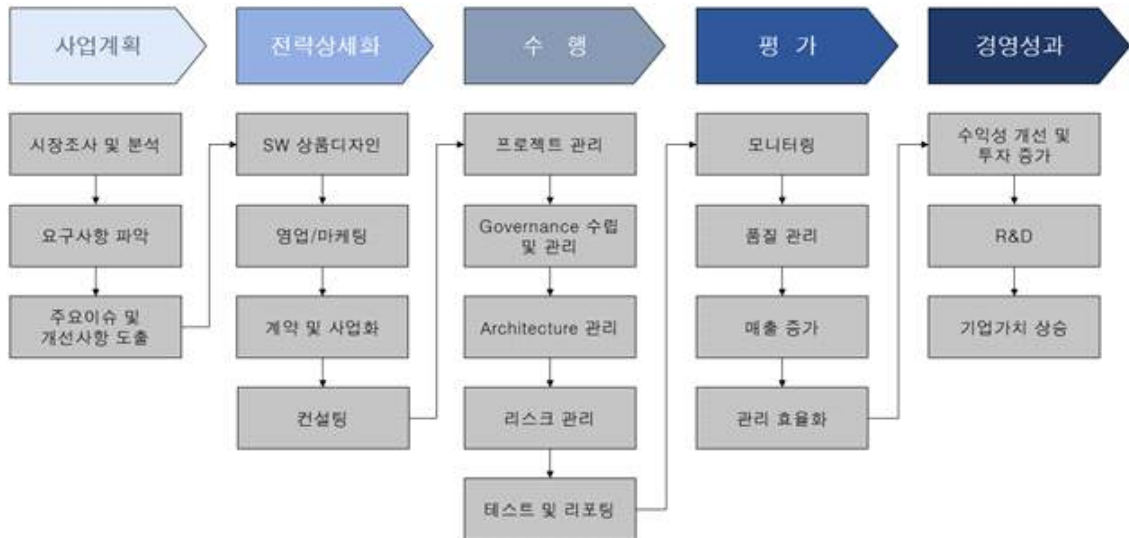 사업계획
전략상세화
수 행
평 가
경영성과
시장조사 및 분석
요구사항 파악
주요이슈 및
개선사항 도출
SW 상품디자인
영업/마케팅
계약 및 사업화
컨설팅
프로젝트 관리
Governance 수립
및 관리
Architecture 관리
리스크 관리
테스트 및 리포팅
모니터링
품질 관리
매출 증가
관리 효율화
수익성 개선 및
투자 증가
R&D
기업가치 상승